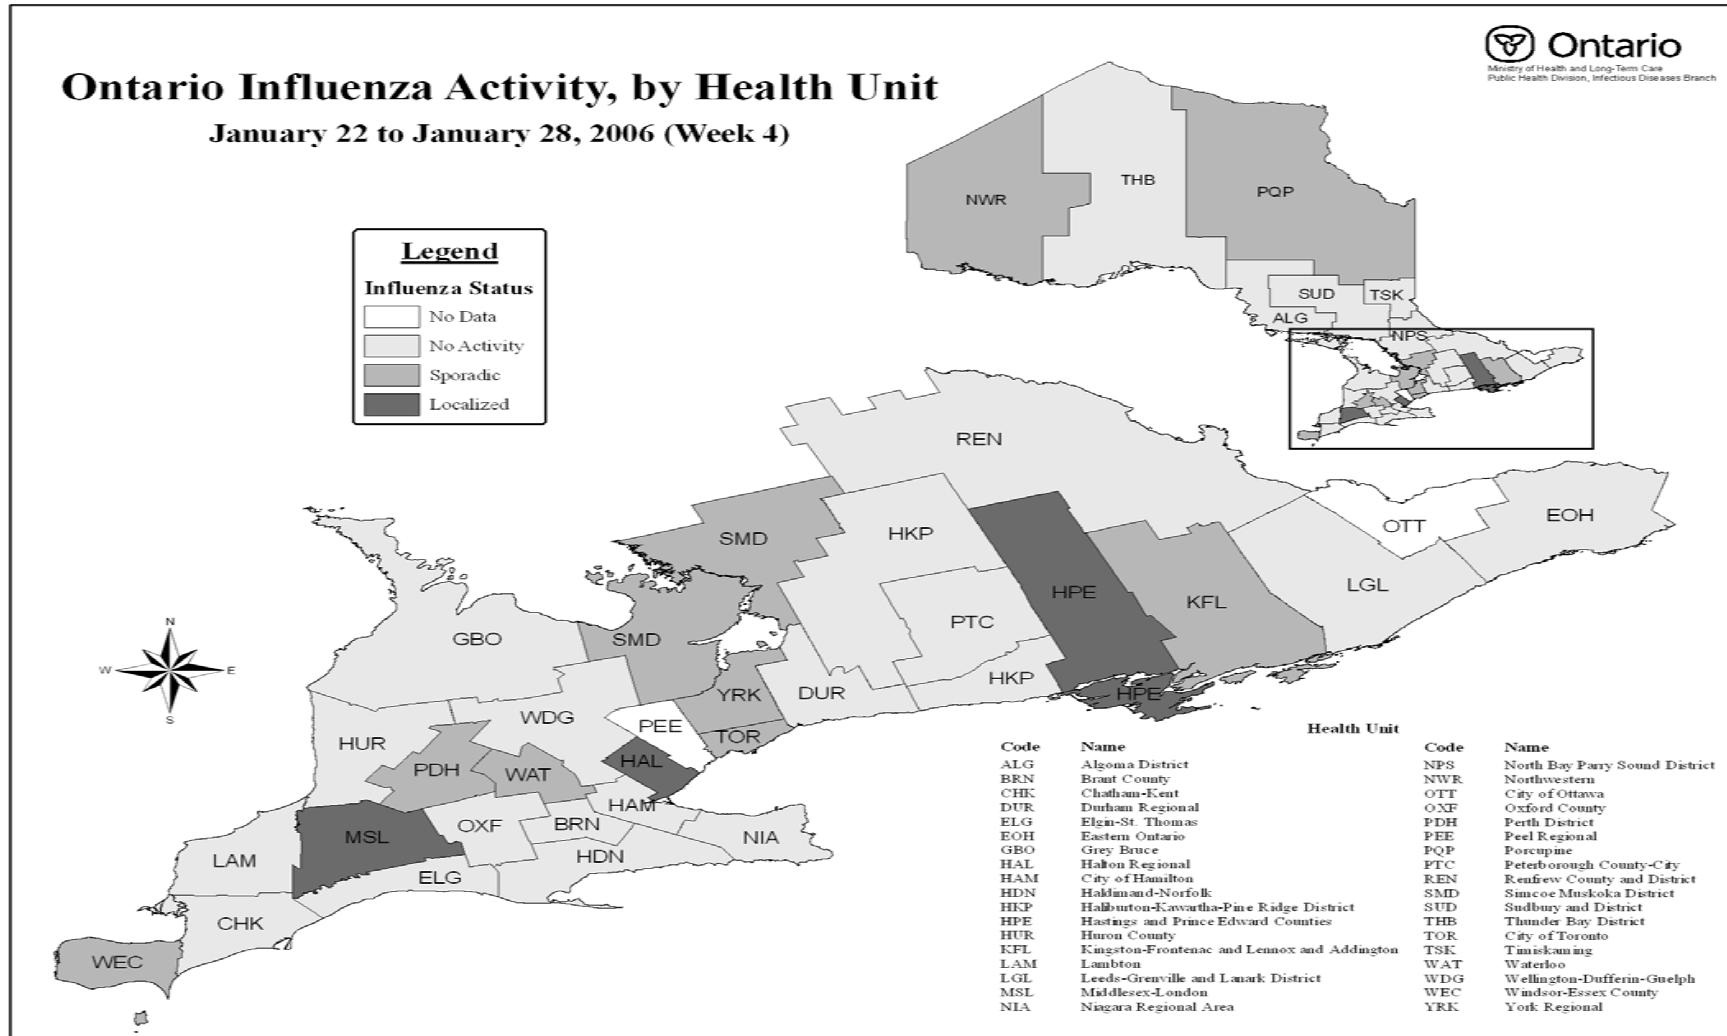 Ontario
Ministry of Health and Long-Term Care
Public Health Division, Infectious Diseases Branch
Ontario Influenza Activity, by Health Unit
January 22 to January 28, 2006 (Week 4)
NWR
THB
PQP
SUD
TSK
ALG
NPS
Legend
Influenza Status
No Data
No Activity
Sporadic
Localized
REN
SMD
HKP
OTT
EOH
HPE
KFL
LGL
GBO
SMD
PTC
N
W E
S
YRK
DUR
HKP
HPE
WDG
PEE
HUR
TOR
PDH
WAT
HAL
HAM
MSL
OXF
BRN
NIA
LAM
HDN
ELG
CHK
WEC
Health Unit
Code Name Code Name
ALG Algoma District NPS North Bay Parry Sound District
BRN Brant County NWR Northwestern
CHK Chatham-Kent OTT City of Ottawa
DUR Durham Regional OXF Oxford County
ELG Elgin-St. Thomas PDH Perth District
EOH Eastern Ontario PEE Peel Regional
GBO Grey Bruce PQP Porcupine
HAL Halton Regional PTC Peterborough County-City
HAM City of Hamilton REN Renfrew County and District
HDN Haldimand-Norfolk SMD Simcoe Muskoka District
HKP Haliburton-Kawartha-Pine Ridge District SUD Sudbury and District
HPE Hastings and Prince Edward Counties THB Thunder Bay District
HUR Huron County TOR City of Toronto
KFL Kingston-Frontenac and Lennox and Addington TSK Timiskaming
LAM Lambton WAT Waterloo
LGL Leeds-Grenville and Lanark District WDG Wellington-Dufferin-Guelph
MSL Middlesex-London WEC Windsor-Essex County
NIA Niagara Regional Area YRK York Regional